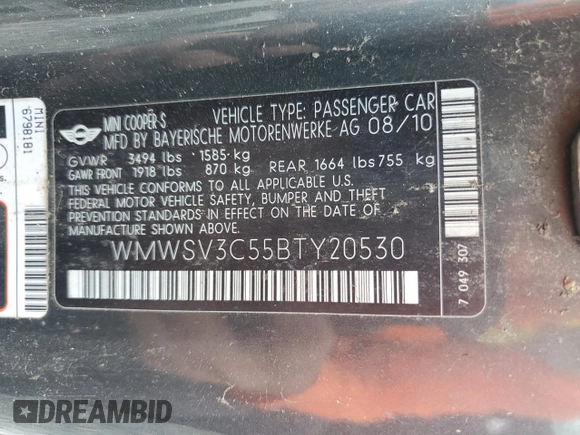 MINI COOPER-S VEHICLE TYPE: PASSENGER CAR
MFD BY BAYERISCHE MOTORENWERKE AG 08/10
GVWR 3494 lbs 1585 kg
GAWR FRONT 1918 lbs 870 kg REAR 1664 lbs 755 kg
THIS VEHICLE CONFORMS TO ALL APPLICABLE U.S.
FEDERAL MOTOR VEHICLE SAFETY, BUMPER AND THEFT
PREVENTION STANDARDS IN EFFECT ON THE DATE OF
MANUFACTURE SHOWN ABOVE.
WMWSV3C55BTY20530
7 049 307
MINI
6798181
s.
DREAMBID